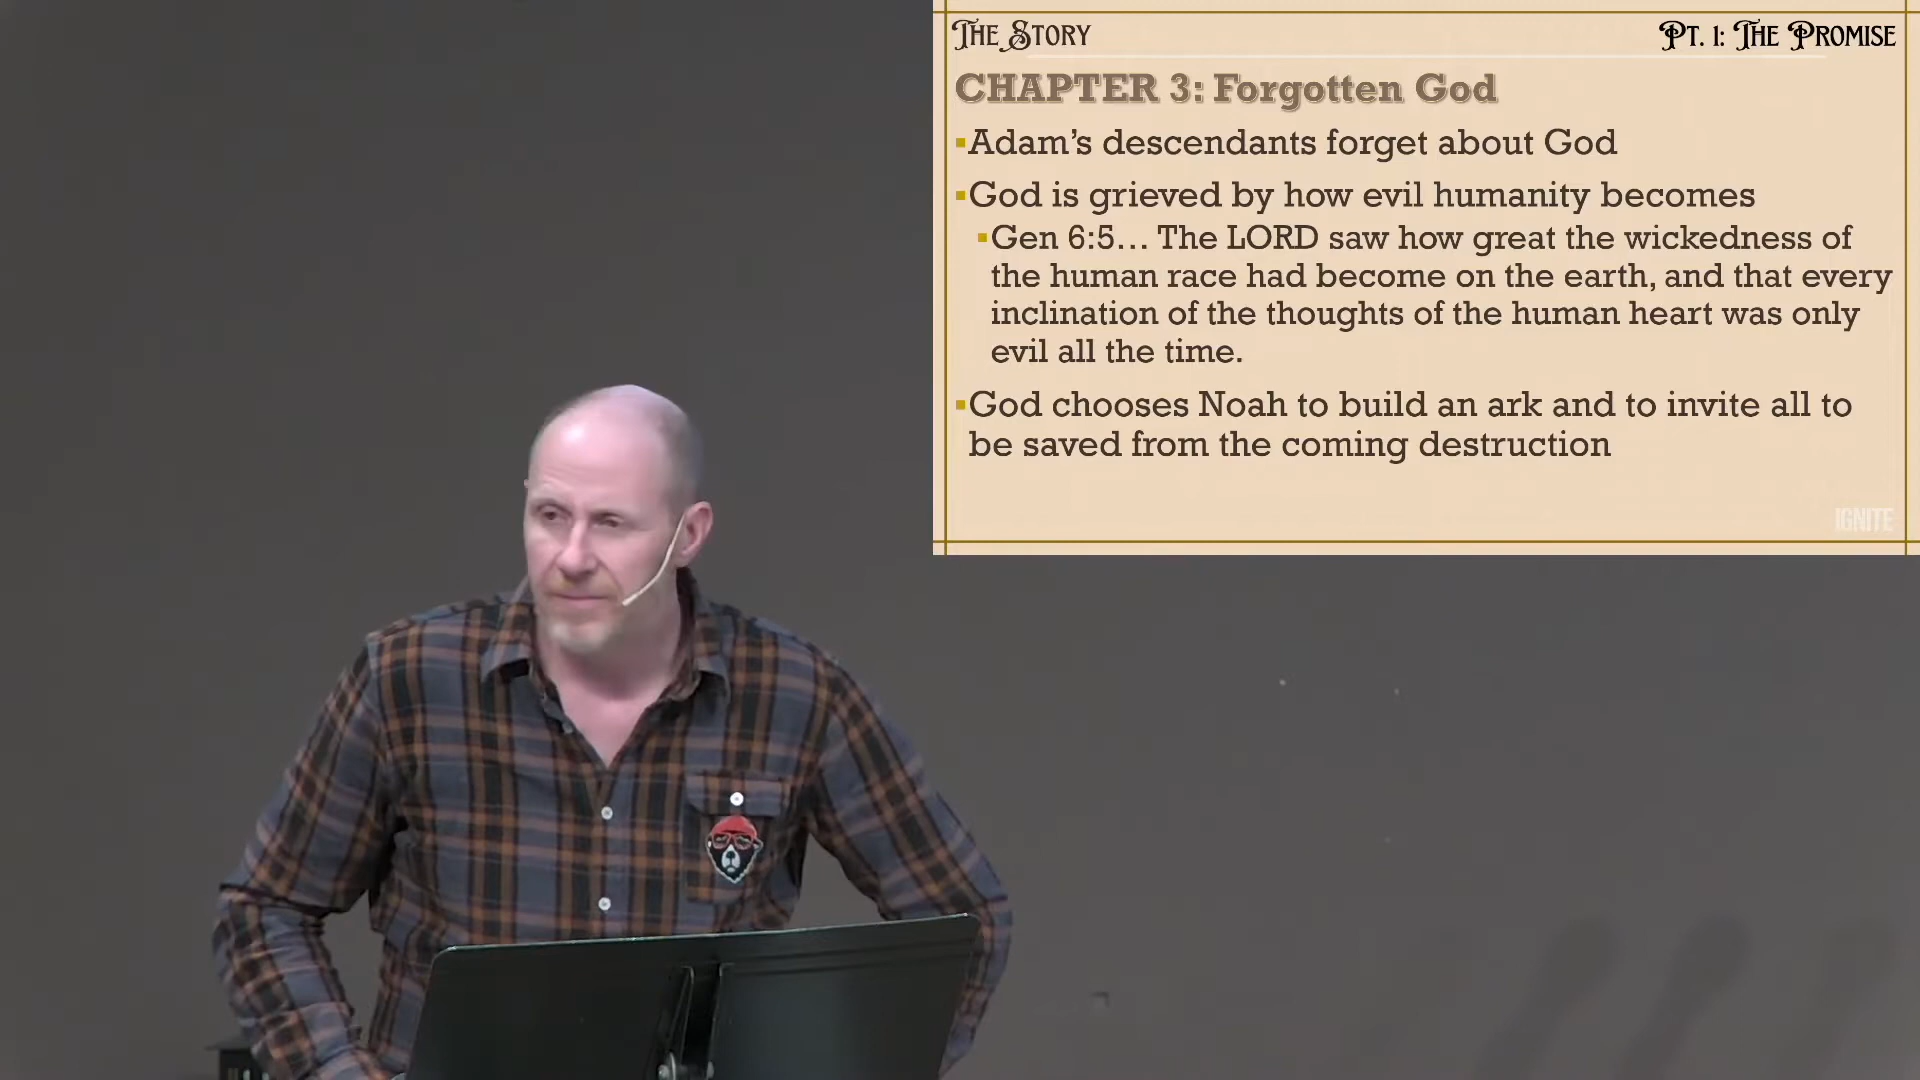 The Story
Pt. 1: The Promise
CHAPTER 3: Forgotten God
▪Adam’s descendants forget about God
▪God is grieved by how evil humanity becomes
▪Gen 6:5… The LORD saw how great the wickedness of
the human race had become on the earth, and that every
inclination of the thoughts of the human heart was only
evil all the time.
▪God chooses Noah to build an ark and to invite all to
be saved from the coming destruction
IGNITE